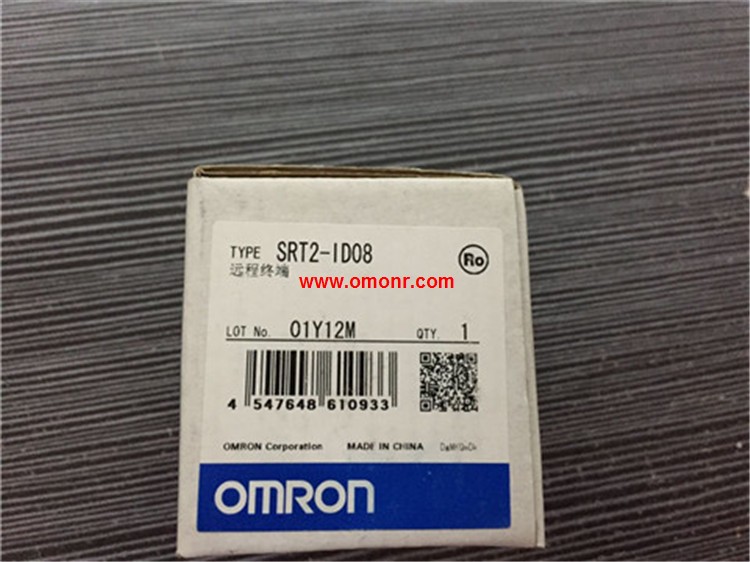 TYPE SRT2-ID08
远程终端
Ro
www.omonr.com
LOT No. 01Y12M QTY. 1
4 547648 610933
OMRON Corporation MADE IN CHINA
OMRON